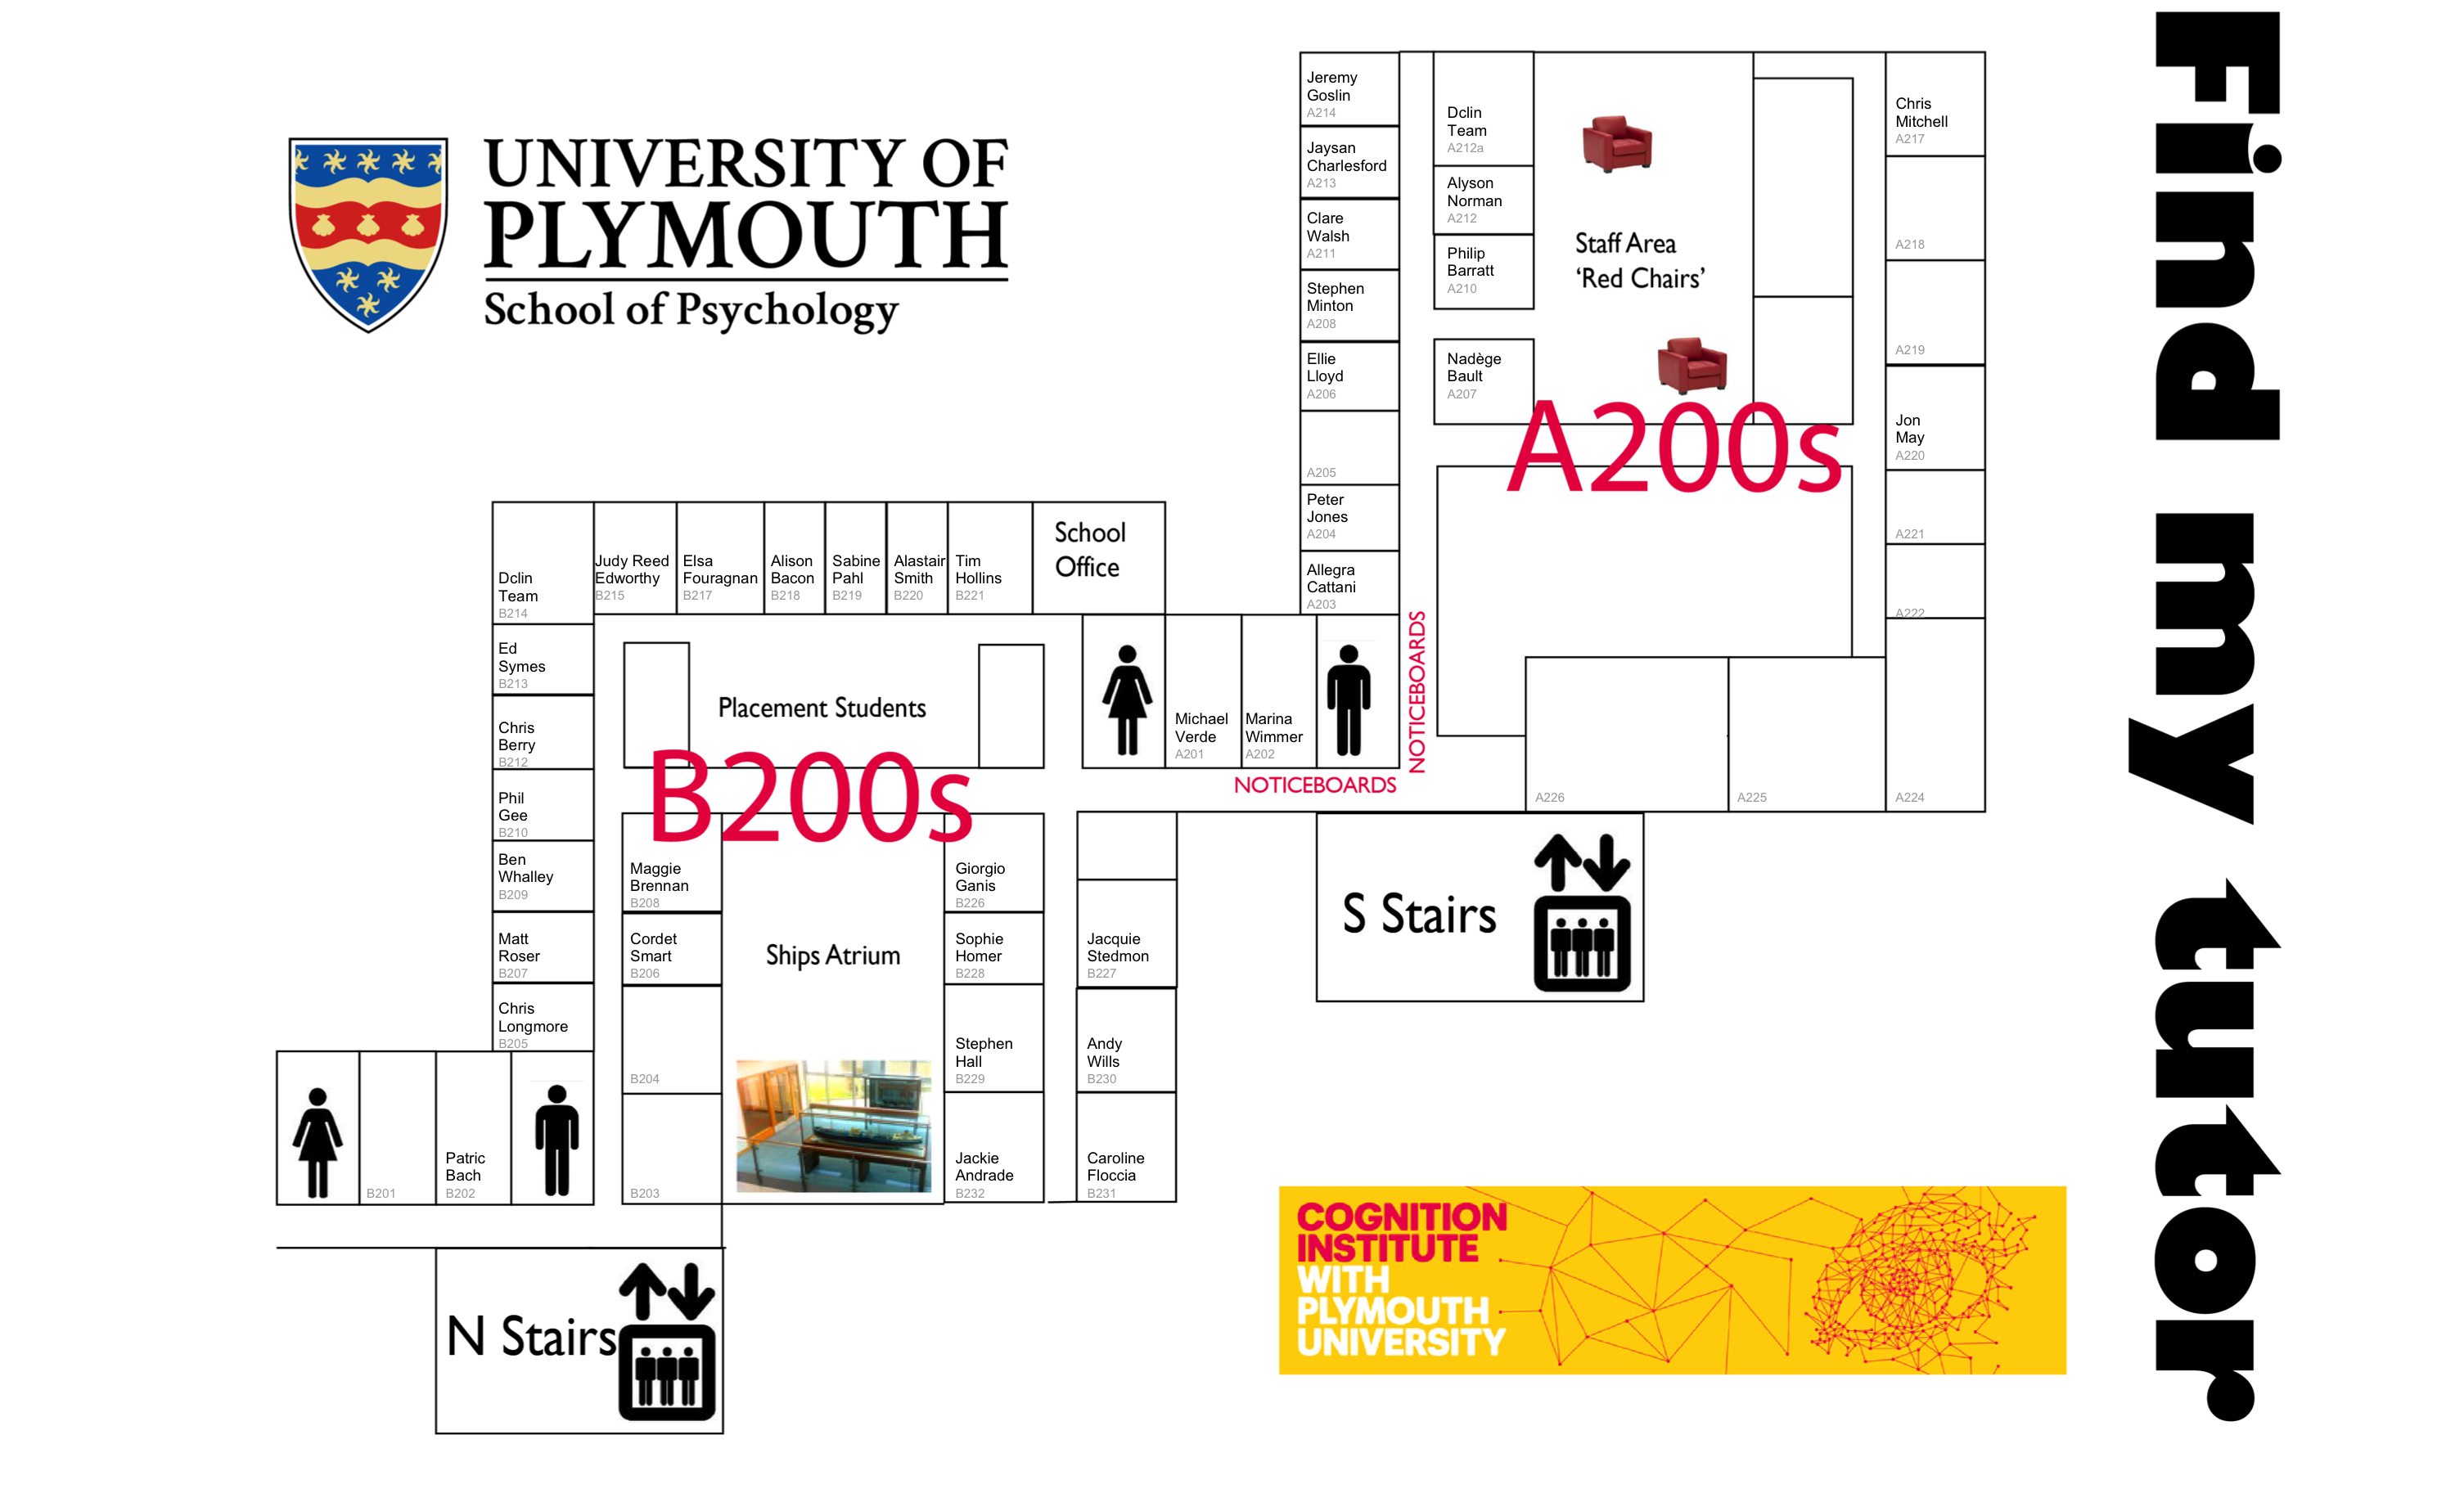 UNIVERSITY OF
PLYMOUTH
School of Psychology
Find my tutor
Jeremy
Goslin
A214
Jaysan
Charlesford
A213
Clare
Walsh
A211
Stephen
Minton
A208
Ellie
Lloyd
A206
A205
Peter
Jones
A204
Allegra
Cattani
A203
Dclin
Team
A212a
Alyson
Norman
A212
Philip
Barratt
A210
Nadège
Bault
A207
Staff Area
‘Red Chairs’
A200s
Chris
Mitchell
A217
A218
A219
Jon
May
A220
A221
A222
A224
A225
A226
NOTICEBOARDS
NOTICEBOARDS
Michael
Verde
A201
Marina
Wimmer
A202
School
Office
Dclin
Team
B214
Judy Reed
Edworthy
B215
Elsa
Fouragnan
B217
Alison
Bacon
B218
Sabine
Pahl
B219
Alastair
Smith
B220
Tim
Hollins
B221
Ed
Symes
B213
Chris
Berry
B212
Phil
Gee
B210
Ben
Whalley
B209
Matt
Roser
B207
Chris
Longmore
B205
Placement Students
B200s
Maggie
Brennan
B208
Cordet
Smart
B206
B204
B203
Ships Atrium
Giorgio
Ganis
B226
Sophie
Homer
B228
Stephen
Hall
B229
Jackie
Andrade
B232
Jacquie
Stedmon
B227
Andy
Wills
B230
Caroline
Floccia
B231
B201
Patric
Bach
B202
S Stairs
N Stairs
COGNITION
INSTITUTE
WITH
PLYMOUTH
UNIVERSITY